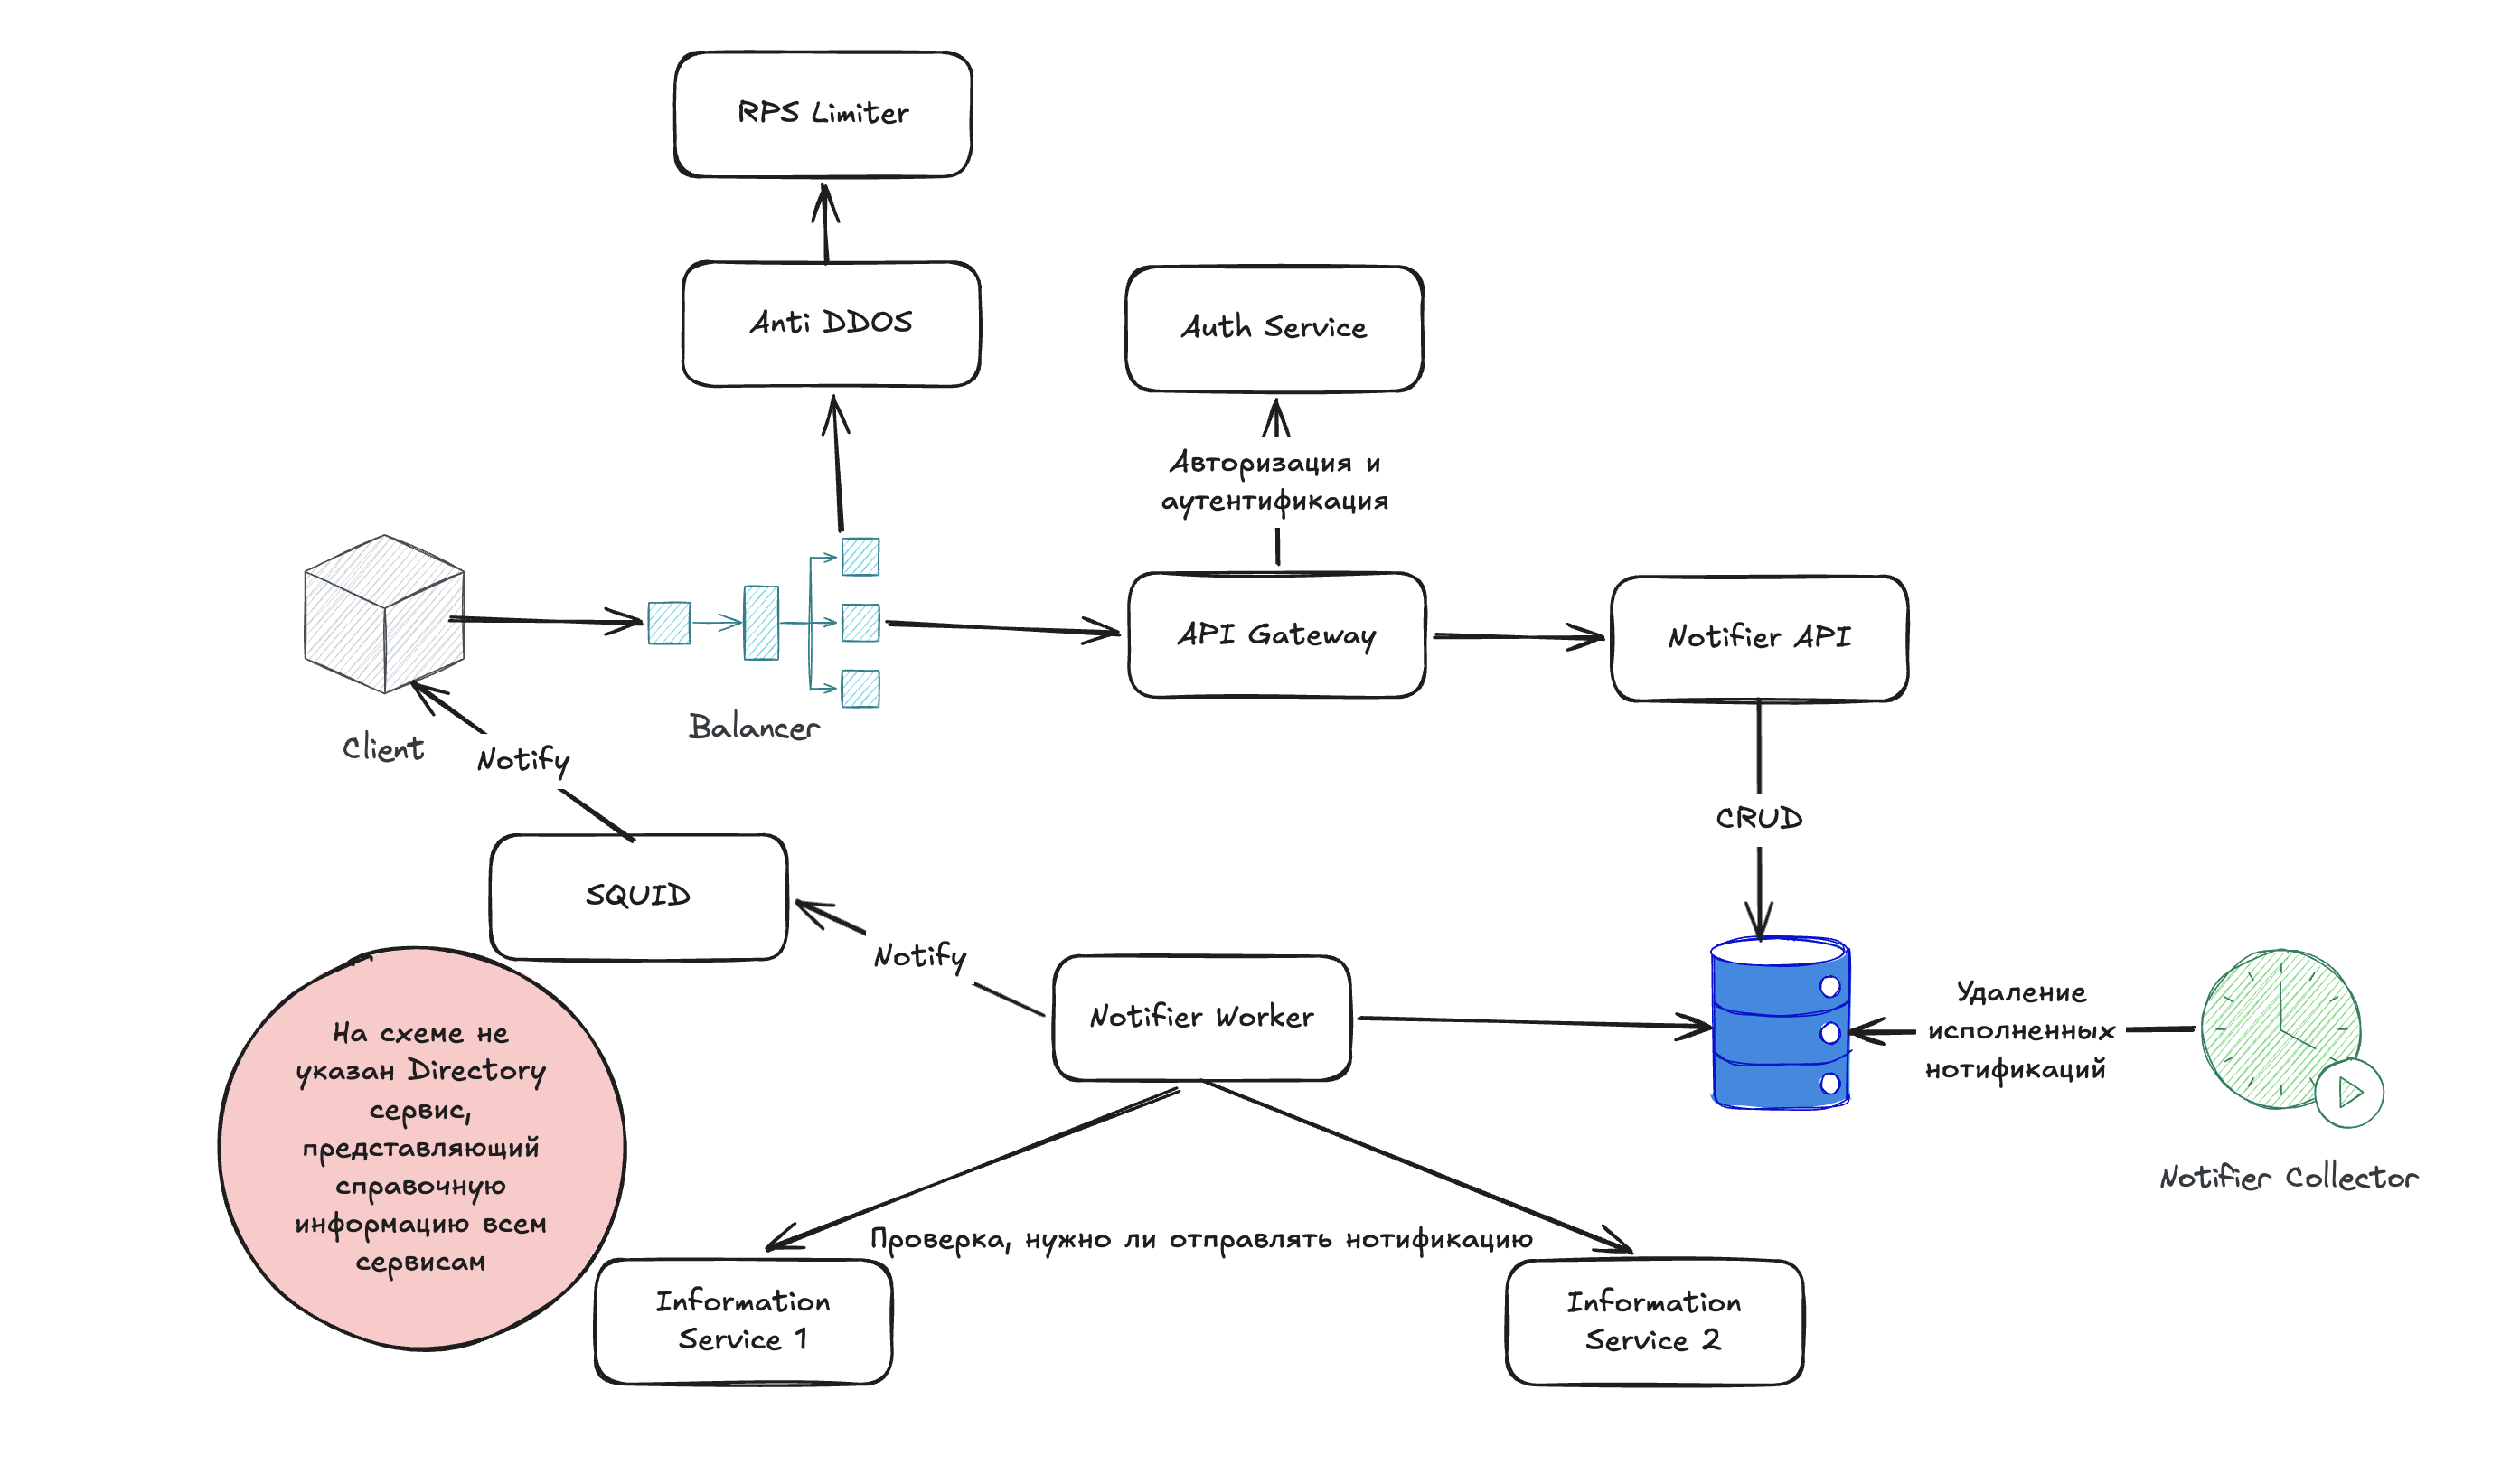 RPS Limiter
Anti DDOS
Auth Service
Авторизация и
аутентификация
API Gateway
Notifier API
Client
Balancer
Notify
CRUD
SQUID
Notify
Notifier Worker
Удаление
исполненных
нотификаций
Notifier Collector
На схеме не
указан Directory
сервис,
представляющий
справочную
информацию всем
сервисам
Проверка, нужно ли отправлять нотификацию
Information
Service 1
Information
Service 2